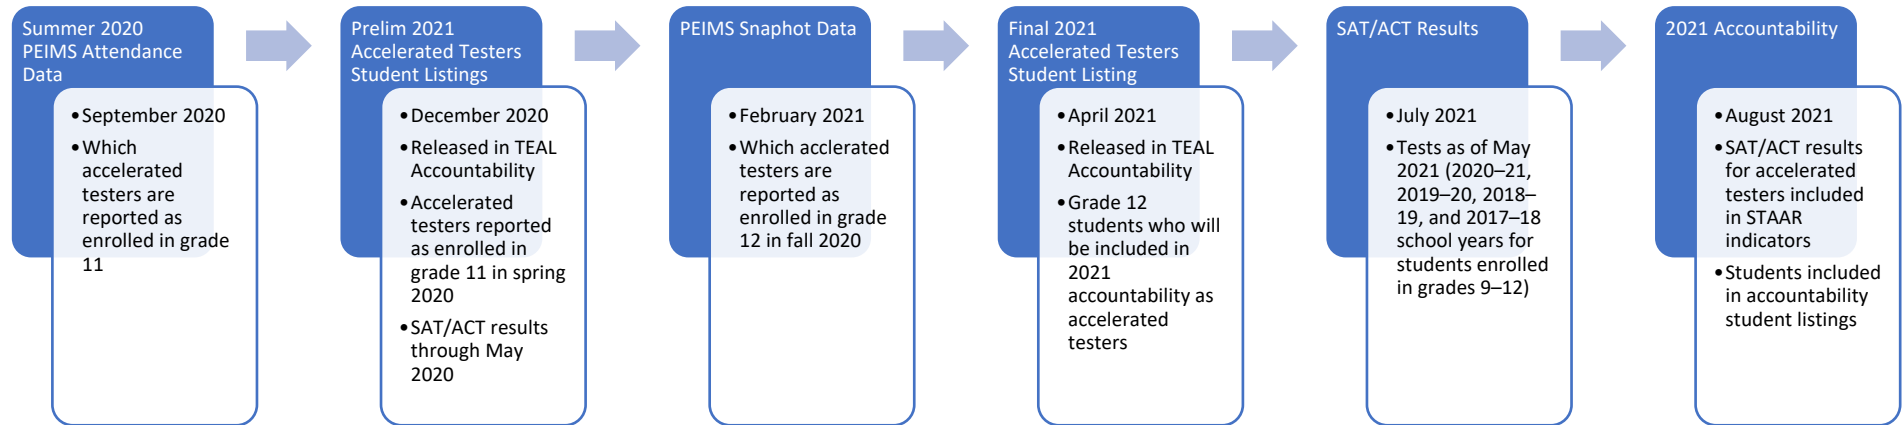 Summer 2020
PEIMS Attendance
Data
•September 2020
•Which
accelerated
testers are
reported as
enrolled in grade
11
Prelim 2021
Accelerated Testers
Student Listings
•December 2020
•Released in TEAL
Accountability
•Accelerated
testers reported
as enrolled in
grade 11 in spring
2020
•SAT/ACT results
through May
2020
PEIMS Snaphot Data
•February 2021
•Which acclerated
testers are
reported as
enrolled in grade
12 in fall 2020
Final 2021
Accelerated Testers
Student Listing
•April 2021
•Released in TEAL
Accountability
•Grade 12
students who will
be included in
2021
accountability as
accelerated
testers
SAT/ACT Results
•July 2021
•Tests as of May
2021 (2020–21,
2019–20, 2018–
19, and 2017–18
school years for
students enrolled
in grades 9–12)
2021 Accountability
•August 2021
•SAT/ACT results
for accelerated
testers included
in STAAR
indicators
•Students included
in accountability
student listings